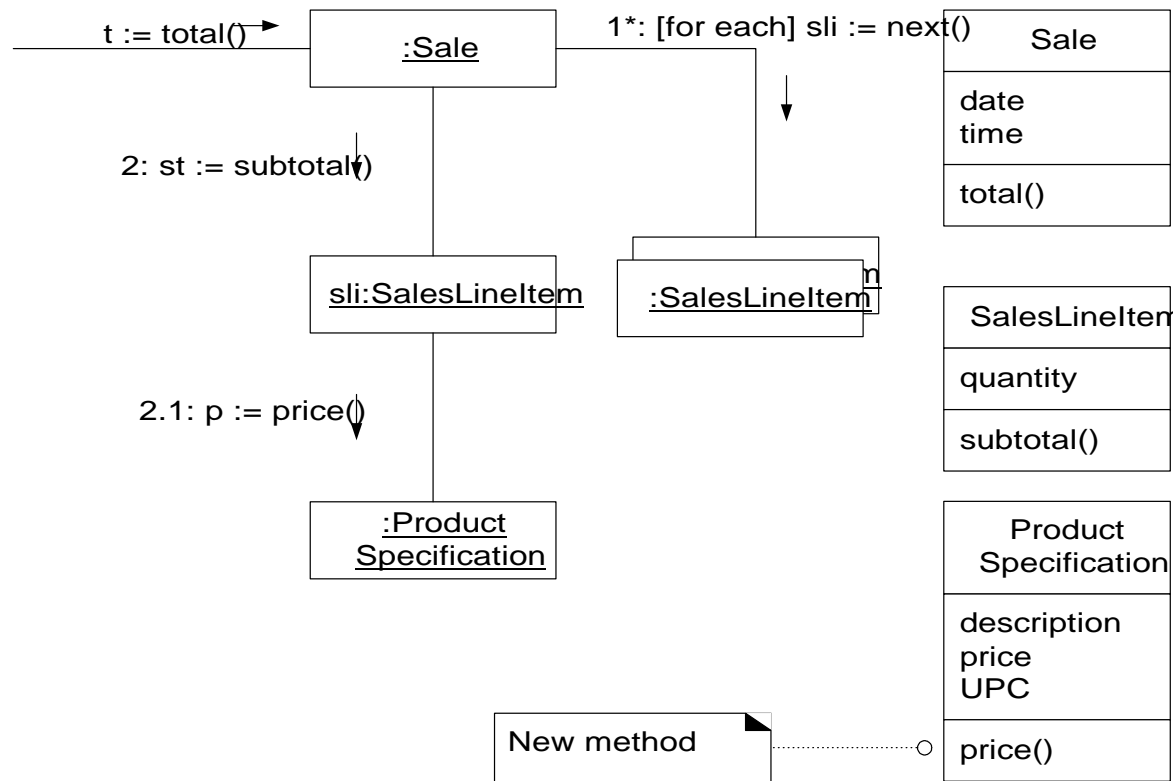 t := total()
:Sale
1*: [for each] sli := next()
2: st := subtotal()
sli:SalesLineItem
:SalesLineItem
2.1: p := price()
:Product
Specification
Sale
date
time
total()
SalesLineItem
quantity
subtotal()
Product
Specification
description
price
UPC
price()
New method